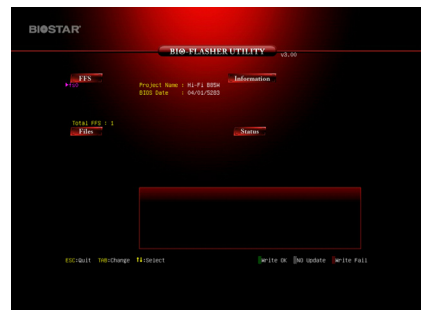 BIOSTAR
BIO-FLASHER UTILITY v3.00
FFS
Information
Project Name : Hi-Fi B85W
BIOS Date : 04/01/5203
Total FFS : 1
Files
Status
ESC:Quit TAB:Change ↑↓:Select
Write OK NO Update Write Fail